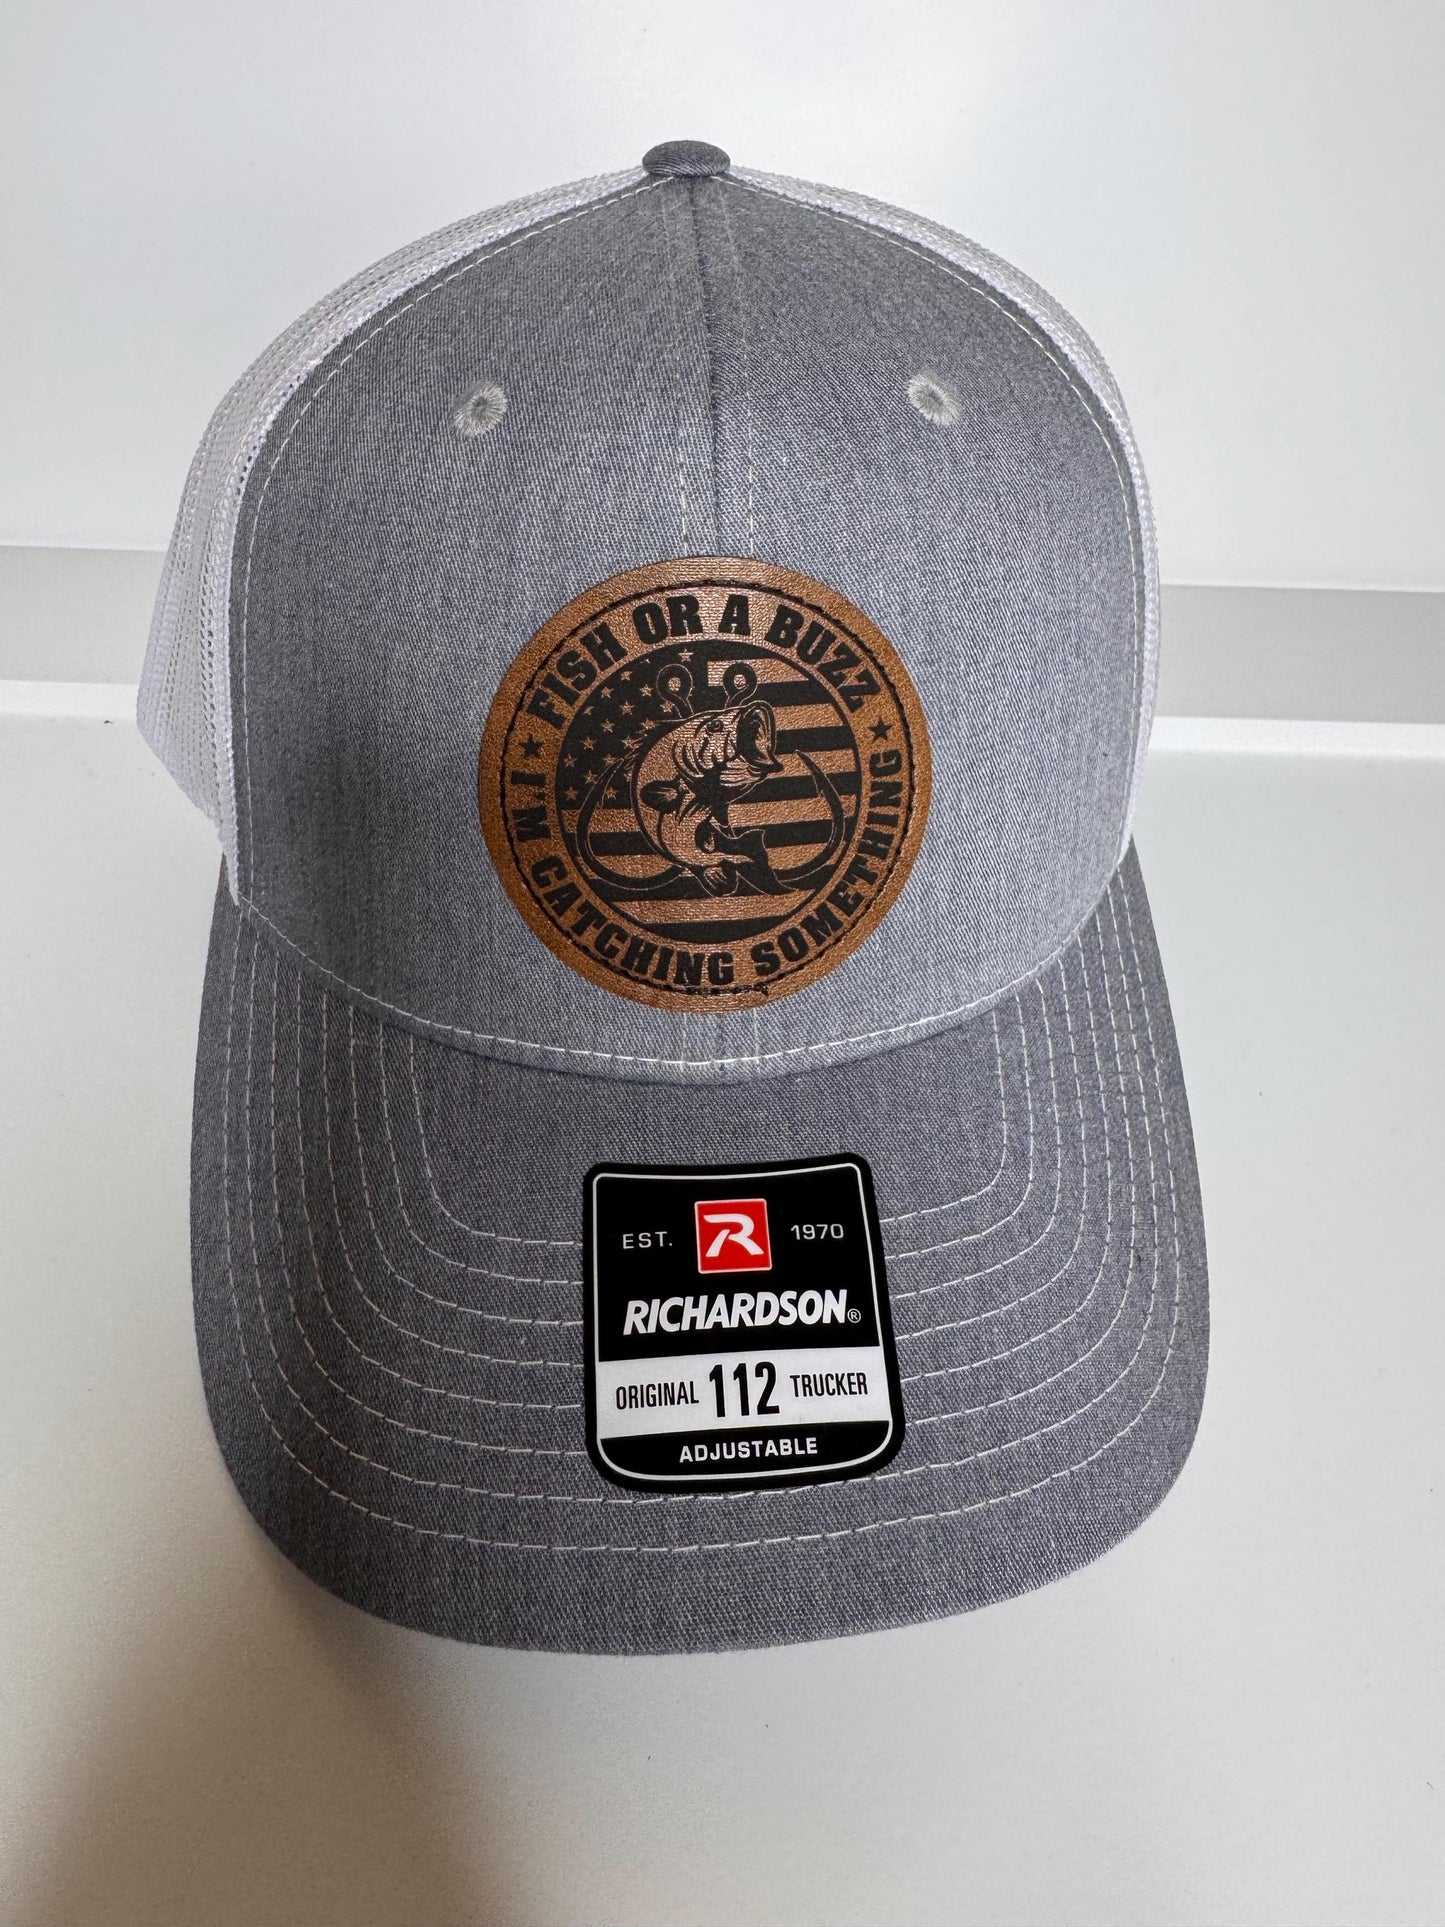 FISH OR A BUZZ
I'M CATCHING SOMETHING
EST. R 1970
RICHARDSON®
ORIGINAL 112 TRUCKER
ADJUSTABLE